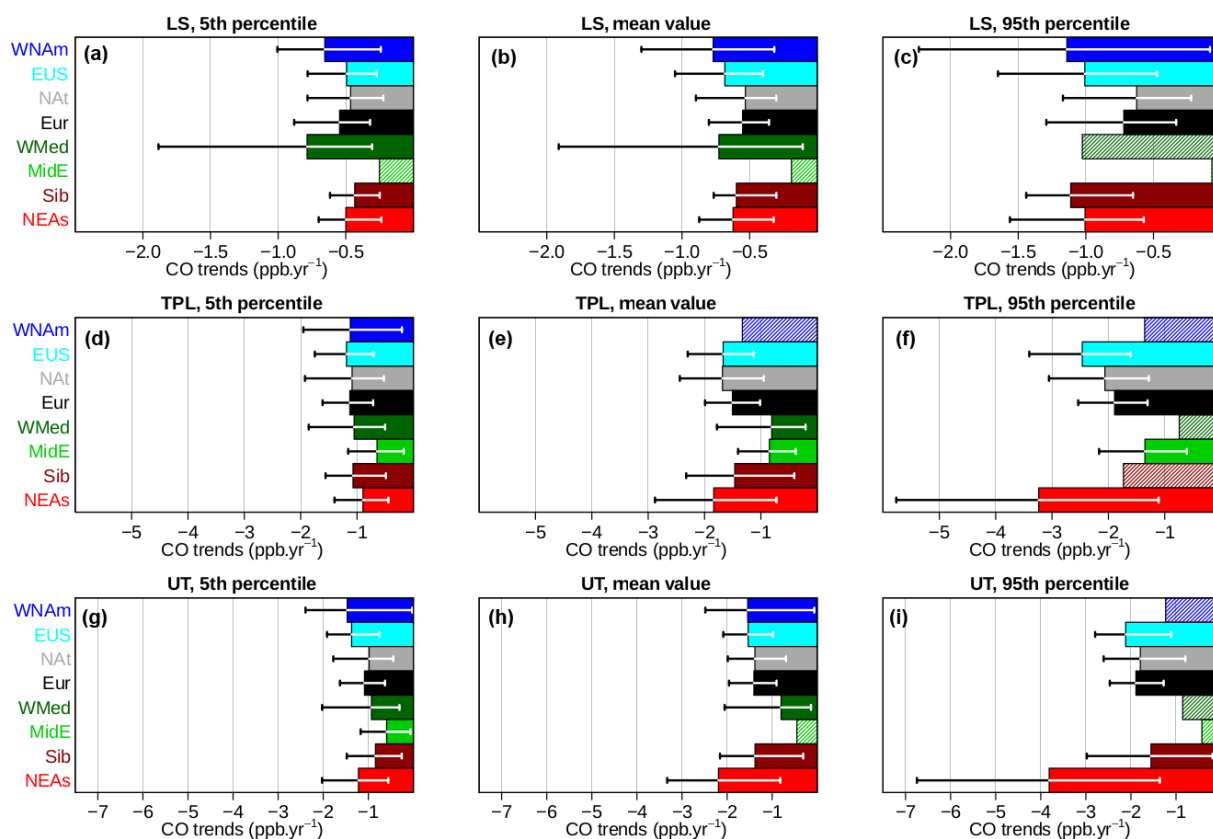 LS, 5th percentile
LS, mean value
LS, 95th percentile
WNAm
EUS
NAt
Eur
WMed
MidE
Sib
NEAs
(a)
(b)
(c)
−2.0 −1.5 −1.0 −0.5
−2.0 −1.5 −1.0 −0.5
−2.0 −1.5 −1.0 −0.5
CO trends (ppb.yr⁻¹)
CO trends (ppb.yr⁻¹)
CO trends (ppb.yr⁻¹)
TPL, 5th percentile
TPL, mean value
TPL, 95th percentile
WNAm
EUS
NAt
Eur
WMed
MidE
Sib
NEAs
(d)
(e)
(f)
−5 −4 −3 −2 −1
−5 −4 −3 −2 −1
−5 −4 −3 −2 −1
CO trends (ppb.yr⁻¹)
CO trends (ppb.yr⁻¹)
CO trends (ppb.yr⁻¹)
UT, 5th percentile
UT, mean value
UT, 95th percentile
WNAm
EUS
NAt
Eur
WMed
MidE
Sib
NEAs
(g)
(h)
(i)
−7 −6 −5 −4 −3 −2 −1
−7 −6 −5 −4 −3 −2 −1
−7 −6 −5 −4 −3 −2 −1
CO trends (ppb.yr⁻¹)
CO trends (ppb.yr⁻¹)
CO trends (ppb.yr⁻¹)